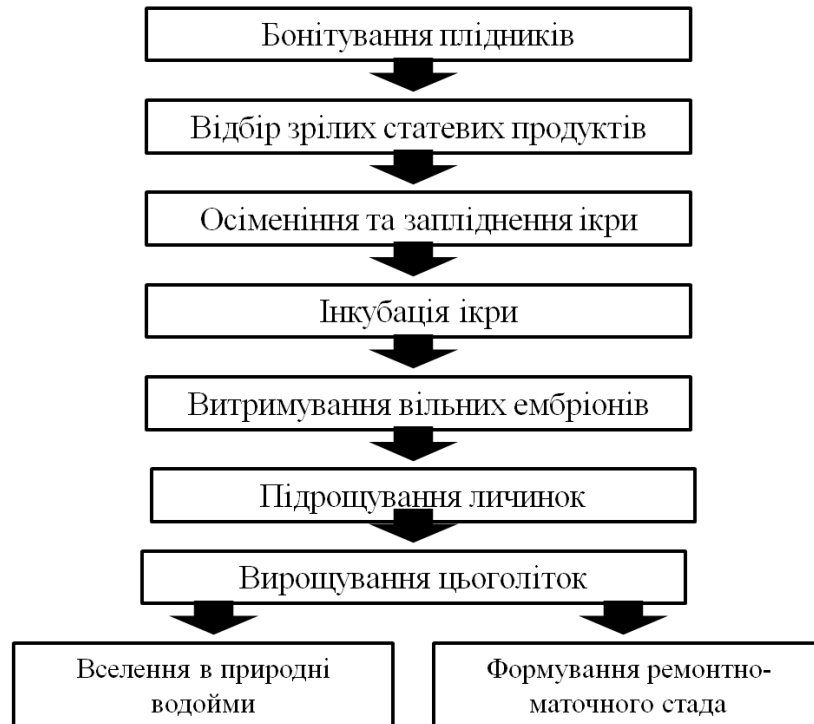 Бонітування плідників
Відбір зрілих статевих продуктів
Осіменіння та запліднення ікри
Інкубація ікри
Витримування вільних ембріонів
Підрощування личинок
Вирощування цьоголіток
Вселення в природні
водойми
Формування ремонтно-
маточного стада